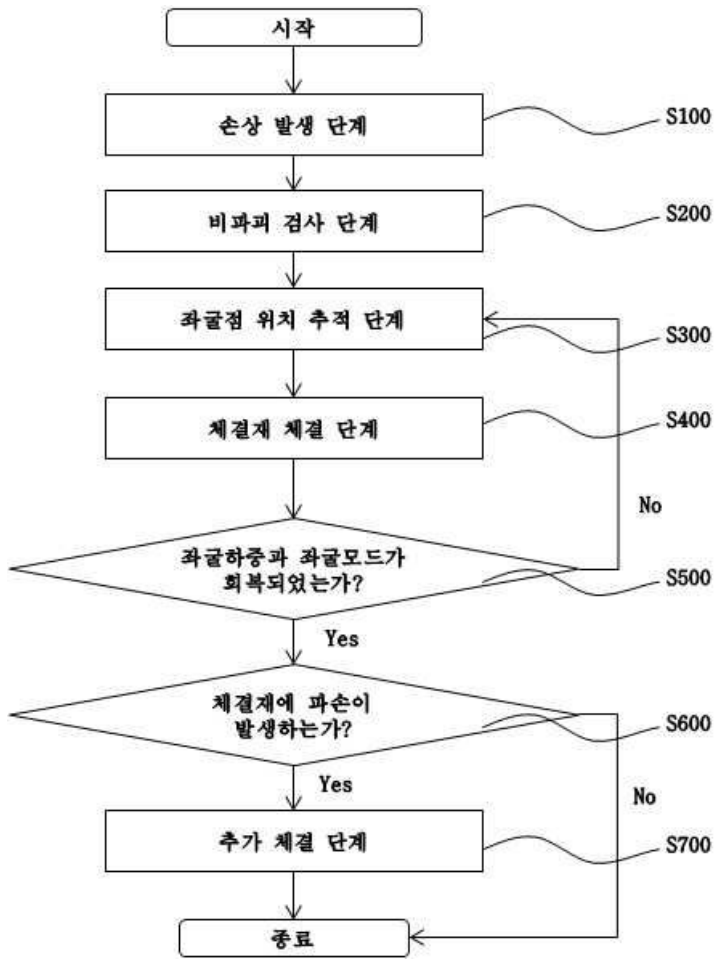 시작
손상 발생 단계
S100
비파괴 검사 단계
S200
좌굴점 위치 추적 단계
S300
체결재 체결 단계
S400
No
좌굴하중과 좌굴모드가
회복되었는가?
S500
Yes
체결재에 파손이
발생하는가?
S600
Yes
No
추가 체결 단계
S700
종료